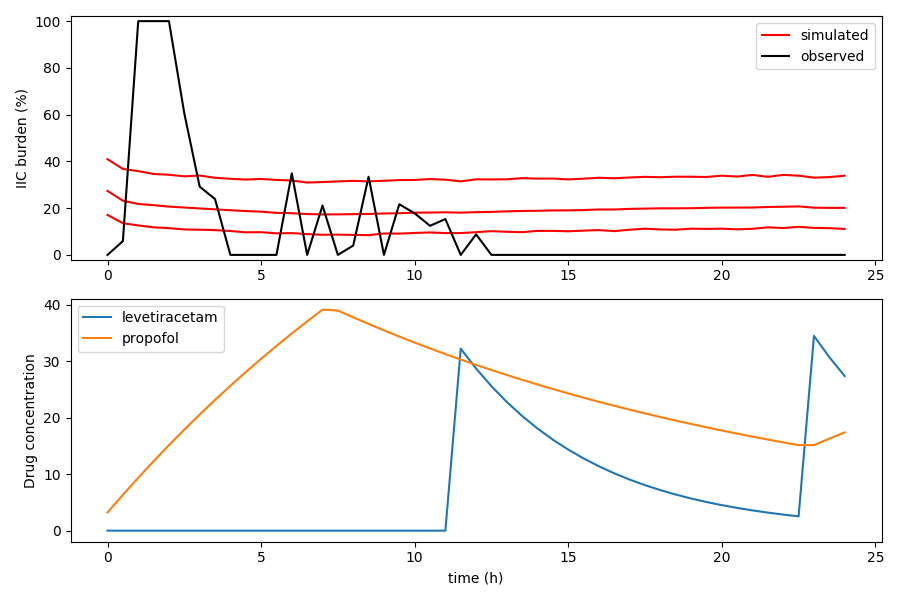 100
80
60
40
20
0
IIC burden (%)
simulated
observed
0 5 10 15 20 25
40
30
20
10
0
Drug concentration
levetiracetam
propofol
0 5 10 15 20 25
time (h)